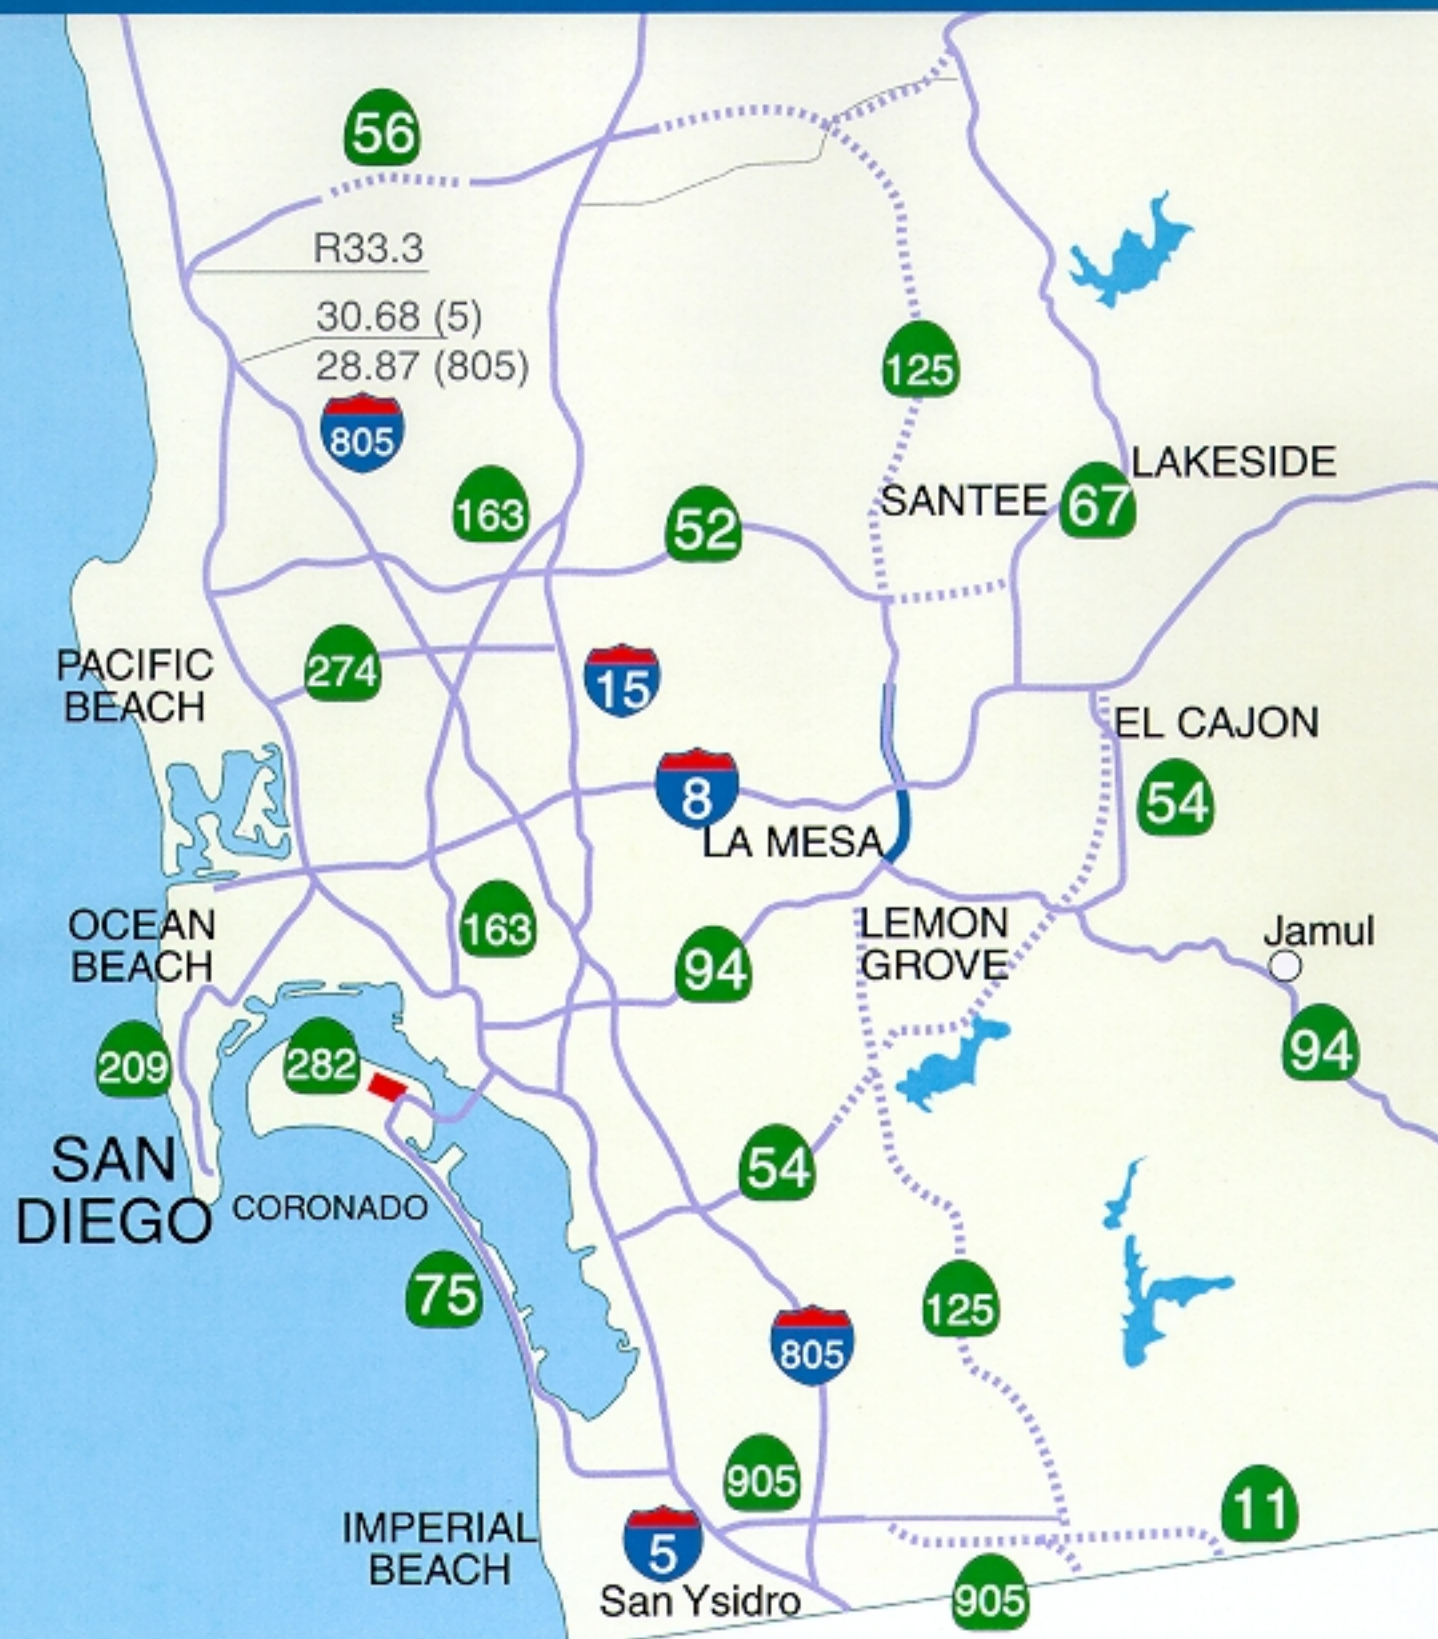 56
R33.3
30.68 (5)
28.87 (805)
125
805
LAKESIDE
163
52
SANTEE
67
PACIFIC
BEACH
274
15
EL CAJON
8
54
LA MESA
OCEAN
BEACH
163
94
LEMON
GROVE
Jamul
209
282
94
SAN
DIEGO
CORONADO
54
75
125
805
905
11
IMPERIAL
BEACH
5
San Ysidro
905